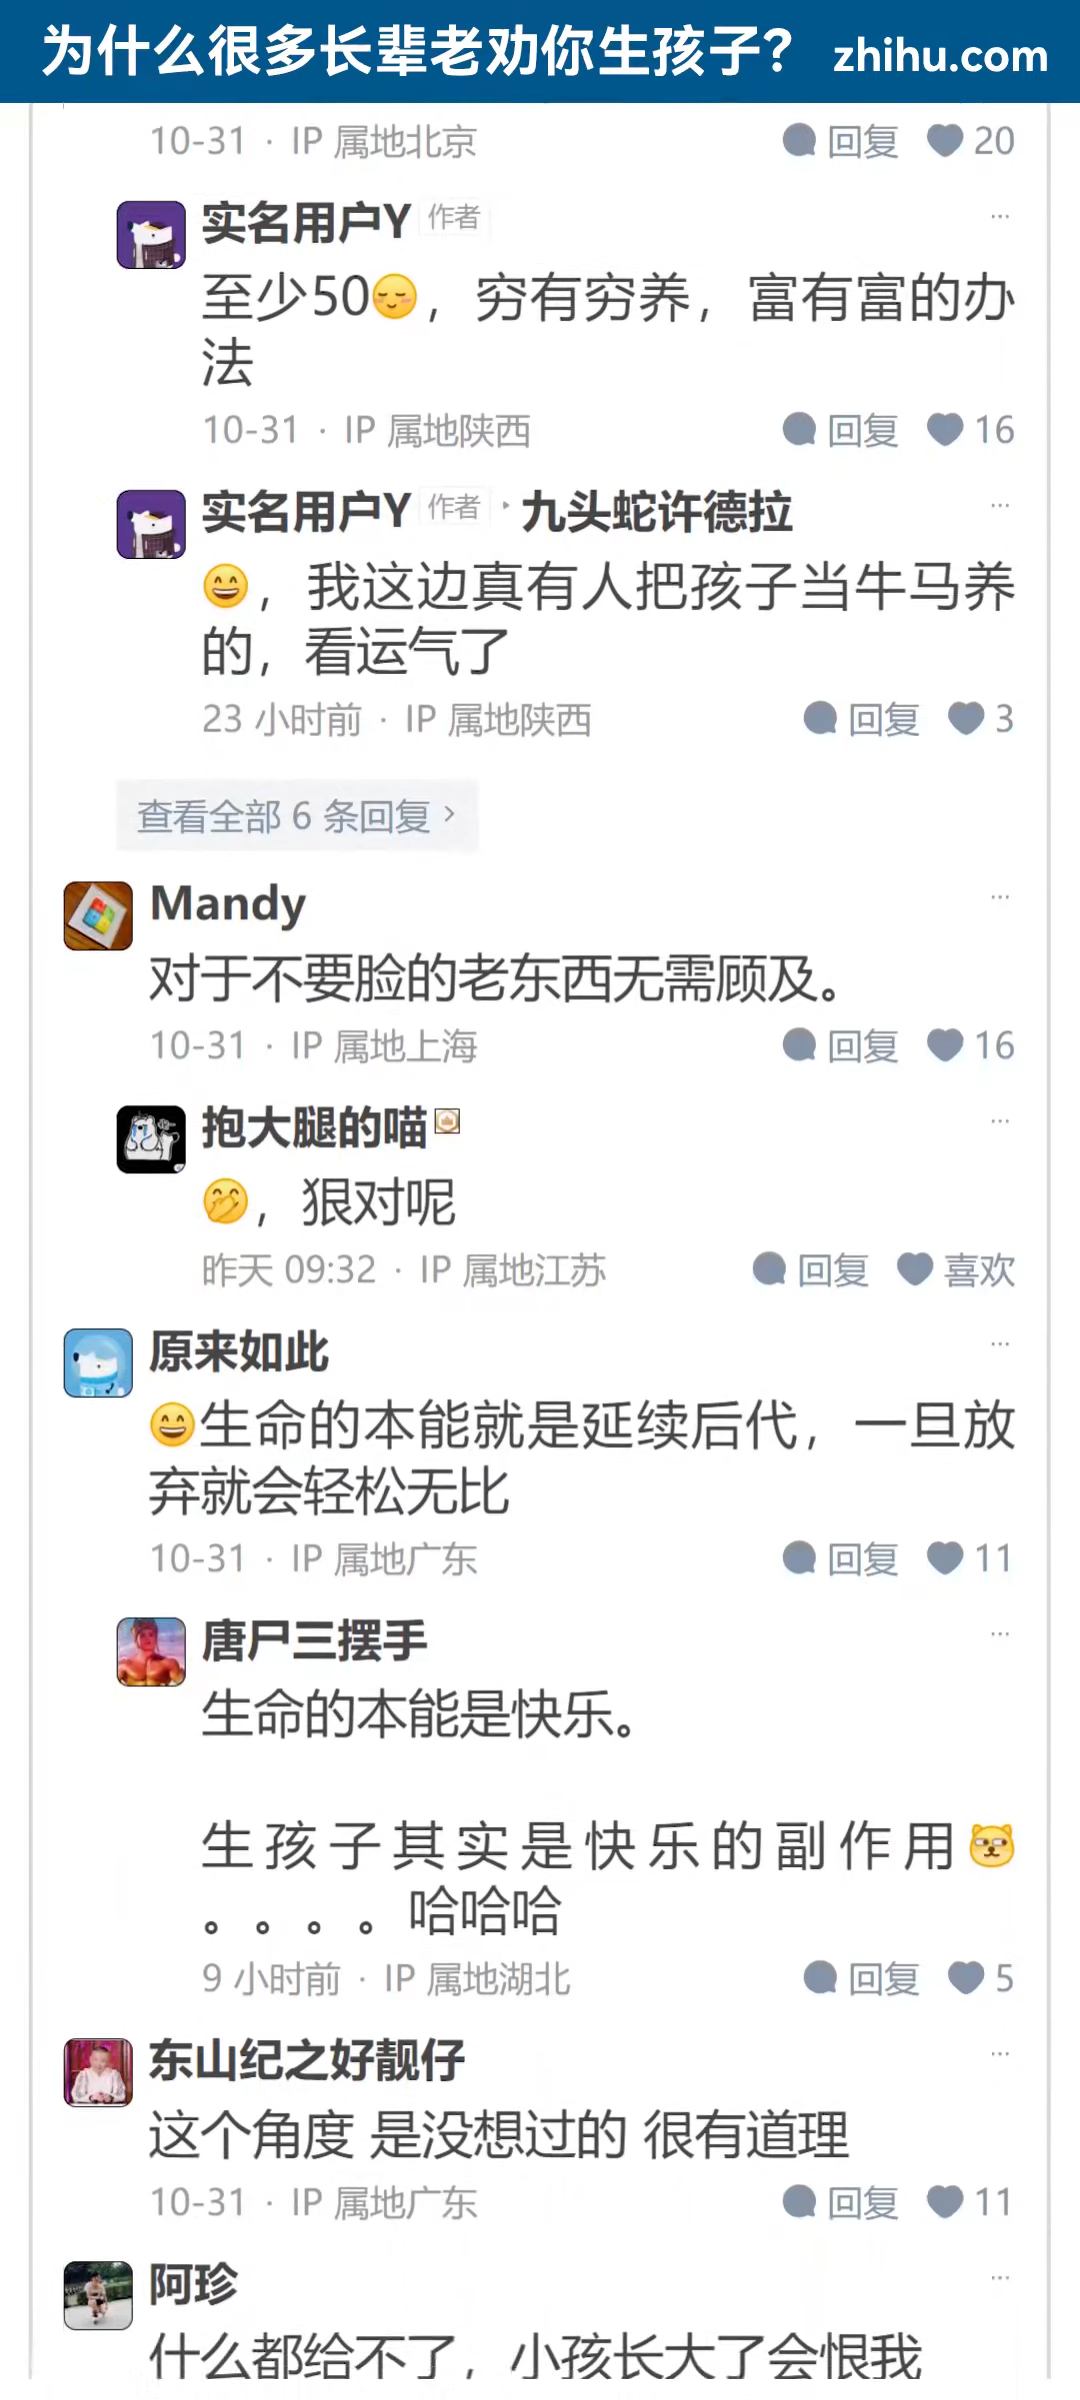 为什么很多长辈老劝你生孩子? zhihu.com
10-31 · IP 属地北京 回复 20
实名用户Y 作者
至少50😌，穷有穷养，富有富的办
法
10-31 · IP 属地陕西 回复 16
实名用户Y 作者 · 九头蛇许德拉
😄，我这边真有人把孩子当牛马养
的，看运气了
23 小时前 · IP 属地陕西 回复 3
查看全部 6 条回复 >
Mandy
对于不要脸的老东西无需顾及。
10-31 · IP 属地上海 回复 16
抱大腿的喵
🤭，狠对呢
昨天 09:32 · IP 属地江苏 回复 喜欢
原来如此
😄生命的本能就是延续后代，一旦放
弃就会轻松无比
10-31 · IP 属地广东 回复 11
唐尸三摆手
生命的本能是快乐。
生孩子其实是快乐的副作用
。。。。哈哈哈
9 小时前 · IP 属地湖北 回复 5
东山纪之好靓仔
这个角度 是没想过的 很有道理
10-31 · IP 属地广东 回复 11
阿珍
什么都给不了，小孩长大了会恨我